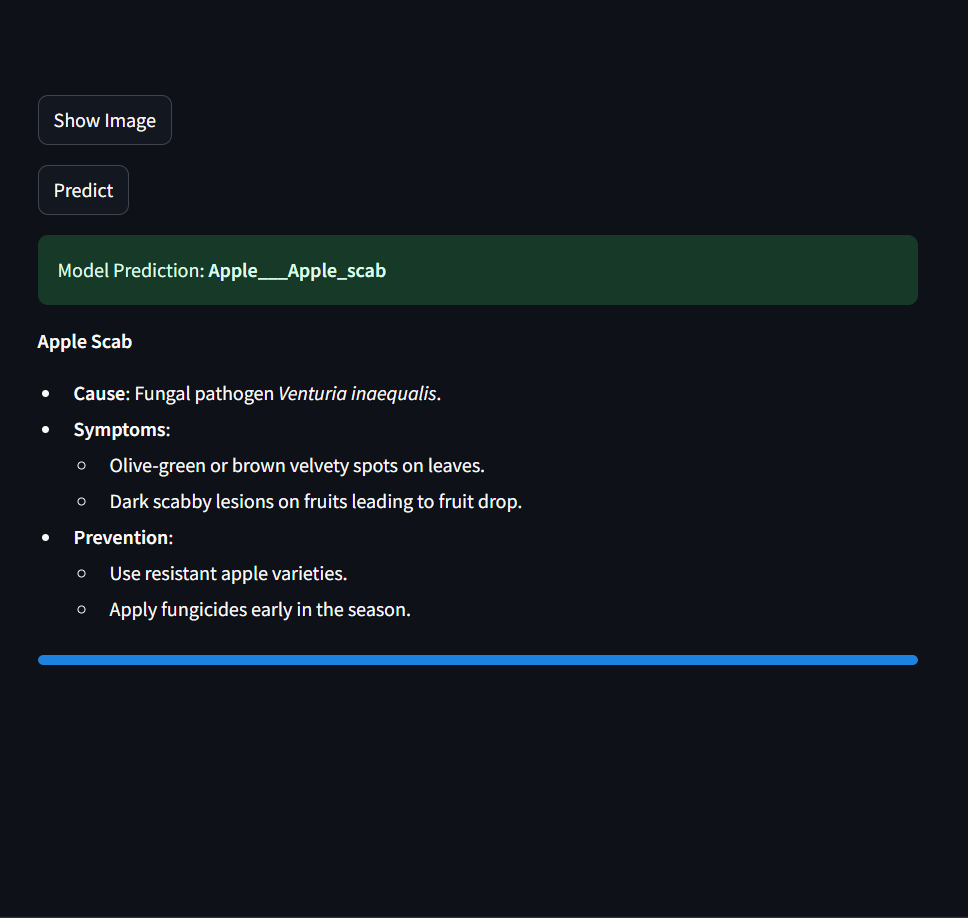 Show Image
Predict
Model Prediction: Apple___Apple_scab
Apple Scab
Cause: Fungal pathogen Venturia inaequalis.
Symptoms:
Olive-green or brown velvety spots on leaves.
Dark scabby lesions on fruits leading to fruit drop.
Prevention:
Use resistant apple varieties.
Apply fungicides early in the season.